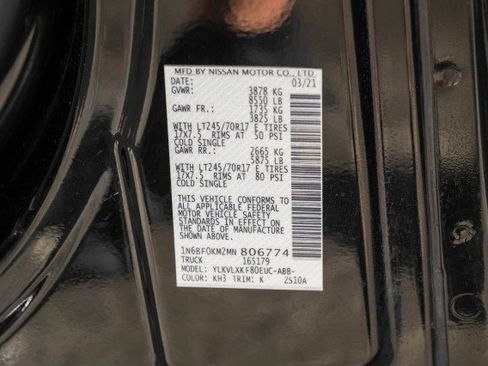 MFD BY NISSAN MOTOR CO., LTD.
DATE: 03/21
GVWR: 3878 KG
8550 LB
GAWR FR.: 1735 KG
3825 LB
WITH LT245/70R17 E TIRES
17X7.5 RIMS AT 50 PSI
COLD SINGLE
GAWR RR.: 2665 KG
5875 LB
WITH LT245/70R17 E TIRES
17X7.5 RIMS AT 80 PSI
COLD SINGLE
THIS VEHICLE CONFORMS TO
ALL APPLICABLE FEDERAL
MOTOR VEHICLE SAFETY
STANDARDS IN EFFECT ON
THE DATE OF MANUFACTURE
SHOWN ABOVE.
1N6BF0KM2MN 806774
TRUCK 165179
MODEL: YLKVLXKF80EUC-ABB-
COLOR: KH3 TRIM: K 2S10A